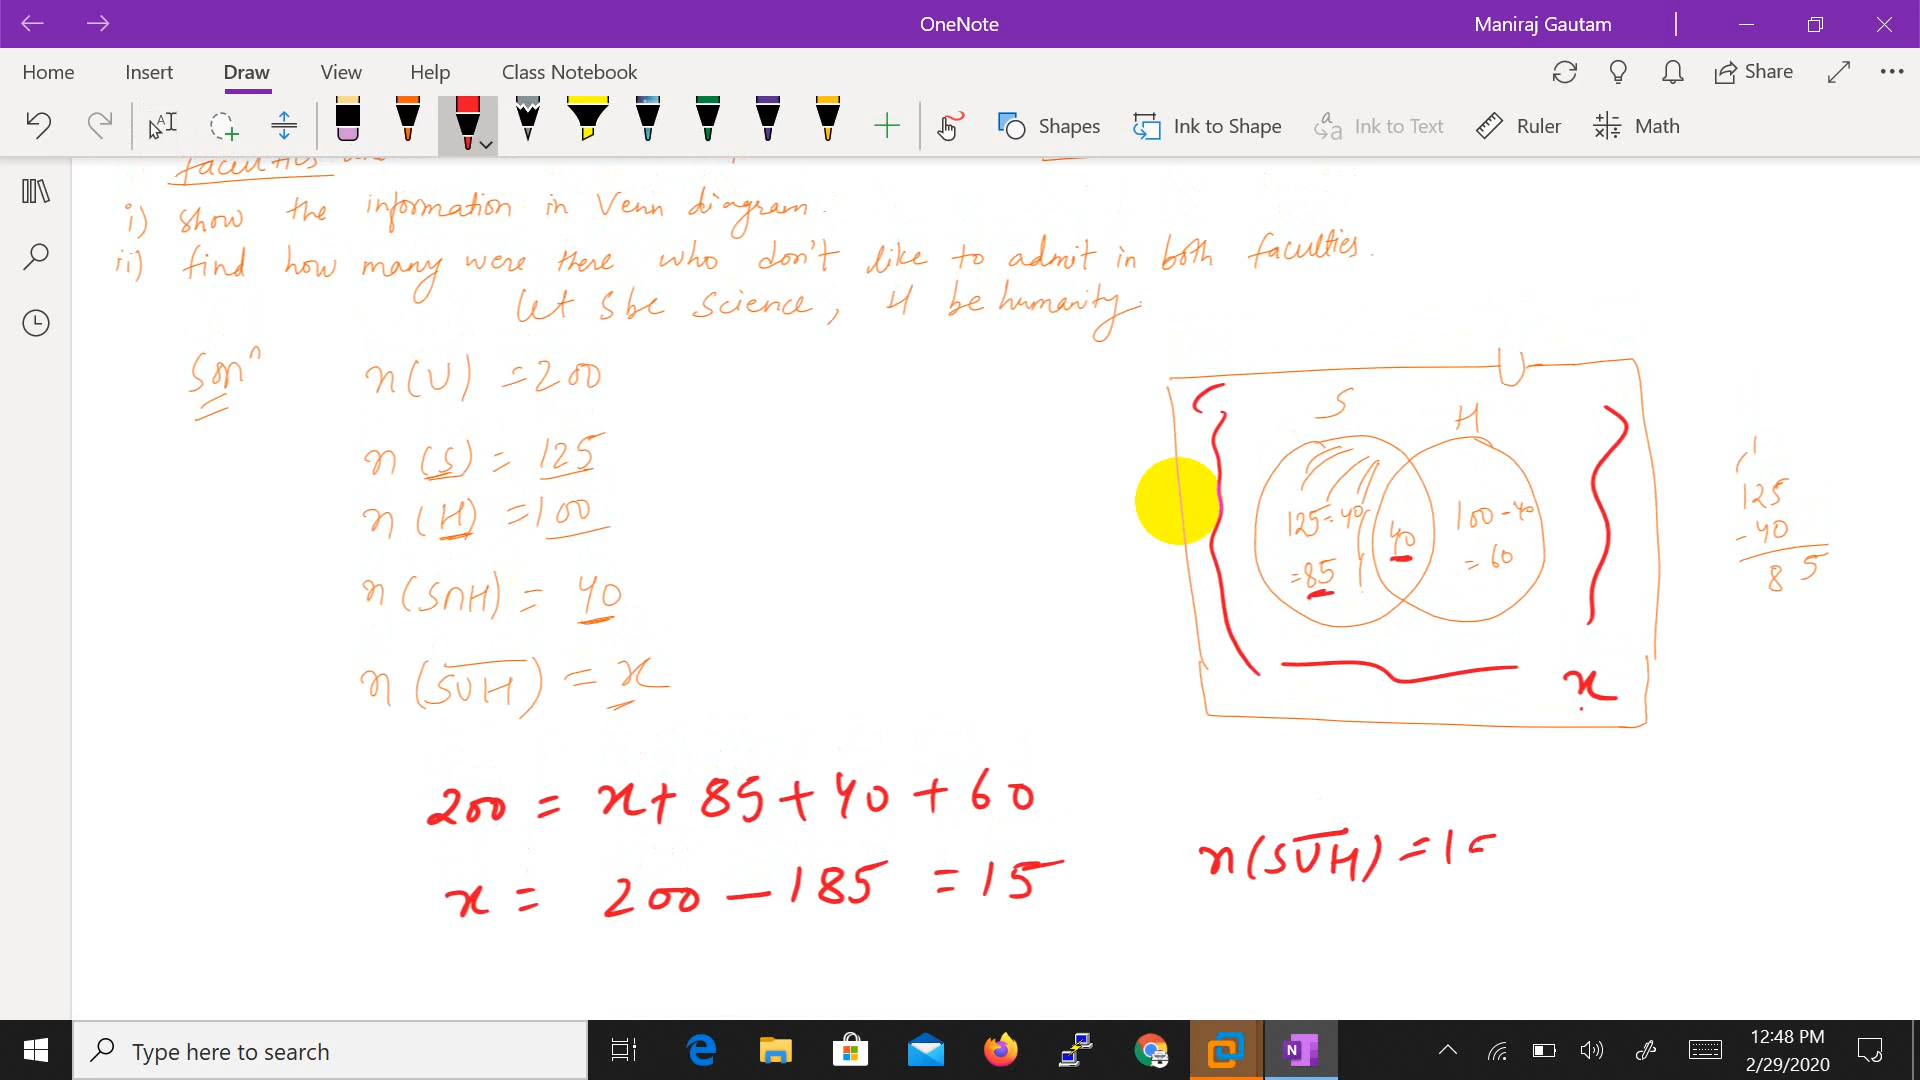 OneNote
Maniraj Gautam
Home Insert Draw View Help Class Notebook
Share
Shapes Ink to Shape Ink to Text Ruler Math
faculties
i) show the information in Venn diagram.
ii) find how many were there who don't like to admit in both faculties.
let S be science, H be humanity.
Solⁿ
n(U) = 200
n(S) = 125
n(H) = 100
n(S∩H) = 40
n(S̅U̅H̅) = x
U
S H
125-40
=85
40
100-40
= 60
x
1
125
-40
85
200 = x + 85 + 40 + 60
x = 200 - 185 = 15
n(S̅U̅H̅) = 15
Type here to search
12:48 PM
2/29/2020